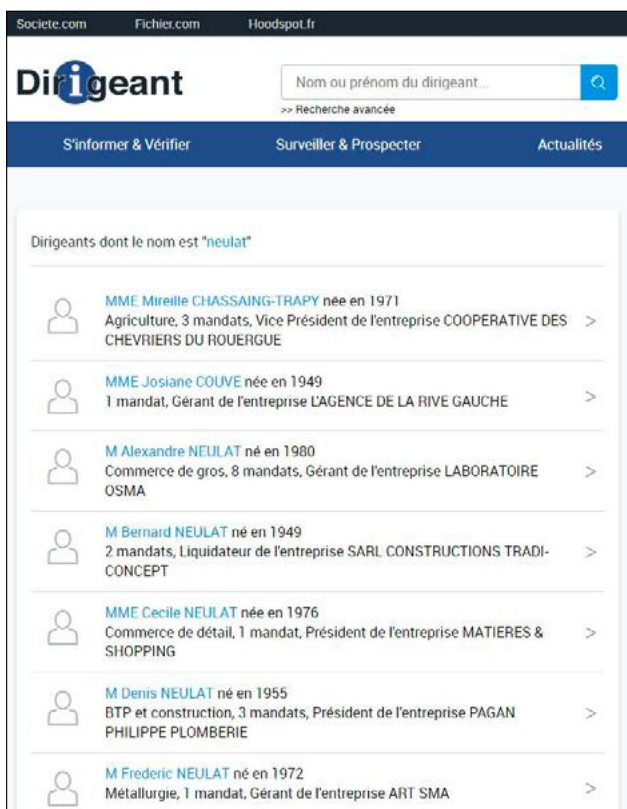 Societe.com Fichier.com Hoodspot.fr
Dirigeant
Nom ou prénom du dirigeant...
>> Recherche avancée
S'informer & Vérifier Surveiller & Prospecter Actualités
Dirigeants dont le nom est "neulat"
MME Mireille CHASSAING-TRAPY née en 1971
Agriculture, 3 mandats, Vice Président de l'entreprise COOPERATIVE DES
CHEVRIERS DU ROUERGUE
MME Josiane COUVE née en 1949
1 mandat, Gérant de l'entreprise L'AGENCE DE LA RIVE GAUCHE
M Alexandre NEULAT né en 1980
Commerce de gros, 8 mandats, Gérant de l'entreprise LABORATOIRE
OSMA
M Bernard NEULAT né en 1949
2 mandats, Liquidateur de l'entreprise SARL CONSTRUCTIONS TRADI-
CONCEPT
MME Cecile NEULAT née en 1976
Commerce de détail, 1 mandat, Président de l'entreprise MATIERES &
SHOPPING
M Denis NEULAT né en 1955
BTP et construction, 3 mandats, Président de l'entreprise PAGAN
PHILIPPE PLOMBERIE
M Frederic NEULAT né en 1972
Métallurgie, 1 mandat, Gérant de l'entreprise ART SMA